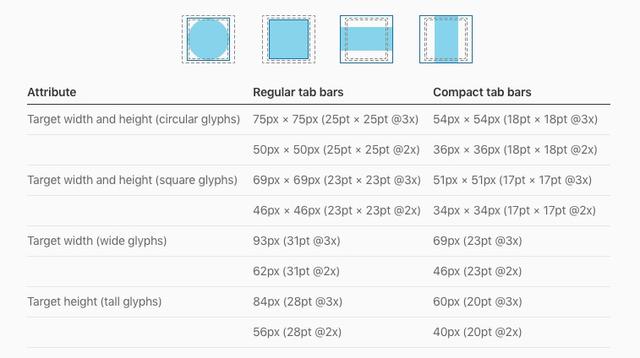 Attribute Regular tab bars Compact tab bars
Target width and height (circular glyphs) 75px × 75px (25pt × 25pt @3x) 54px × 54px (18pt × 18pt @3x)
50px × 50px (25pt × 25pt @2x) 36px × 36px (18pt × 18pt @2x)
Target width and height (square glyphs) 69px × 69px (23pt × 23pt @3x) 51px × 51px (17pt × 17pt @3x)
46px × 46px (23pt × 23pt @2x) 34px × 34px (17pt × 17pt @2x)
Target width (wide glyphs) 93px (31pt @3x) 69px (23pt @3x)
62px (31pt @2x) 46px (23pt @2x)
Target height (tall glyphs) 84px (28pt @3x) 60px (20pt @3x)
56px (28pt @2x) 40px (20pt @2x)